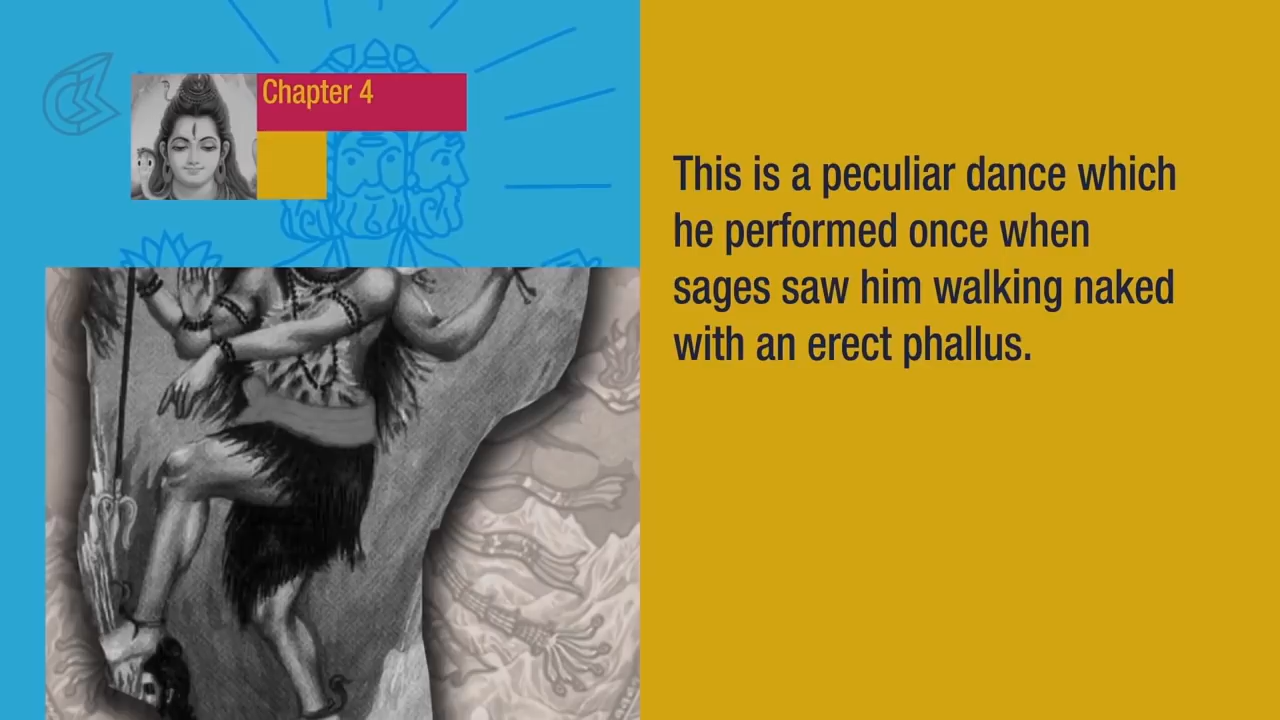 Chapter 4
This is a peculiar dance which
he performed once when
sages saw him walking naked
with an erect phallus.